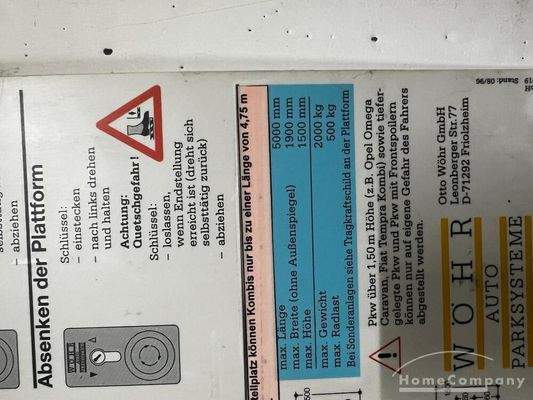 abziehen
Absenken der Plattform
Schlüssel:
– einstecken
– nach links drehen
und halten
Achtung:
Quetschgefahr!
Schlüssel:
– loslassen,
wenn Endstellung
erreicht ist (dreht sich
selbsttätig zurück)
– abziehen
können Kombis nur bis zu einer Länge von 4,75 m
max. Länge 5000 mm
max. Breite (ohne Außenspiegel) 1900 mm
max. Höhe 1500 mm
max. Gewicht 2000 kg
max. Radlast 500 kg
Bei Sonderanlagen siehe Tragkraftschild an der Plattform
Pkw über 1,50 m Höhe (z.B. Opel Omega
Caravan, Fiat Tempra Kombi) sowie tiefer-
gelegte Pkw und Pkw mit Frontspoilern
können nur auf eigene Gefahr des Fahrers
abgestellt werden.
WÖHR
AUTO
PARKSYSTEME
Otto Wöhr GmbH
Leonberger Str. 77
D-71292 Friolzheim
Stand: 08/96
HomeCompany